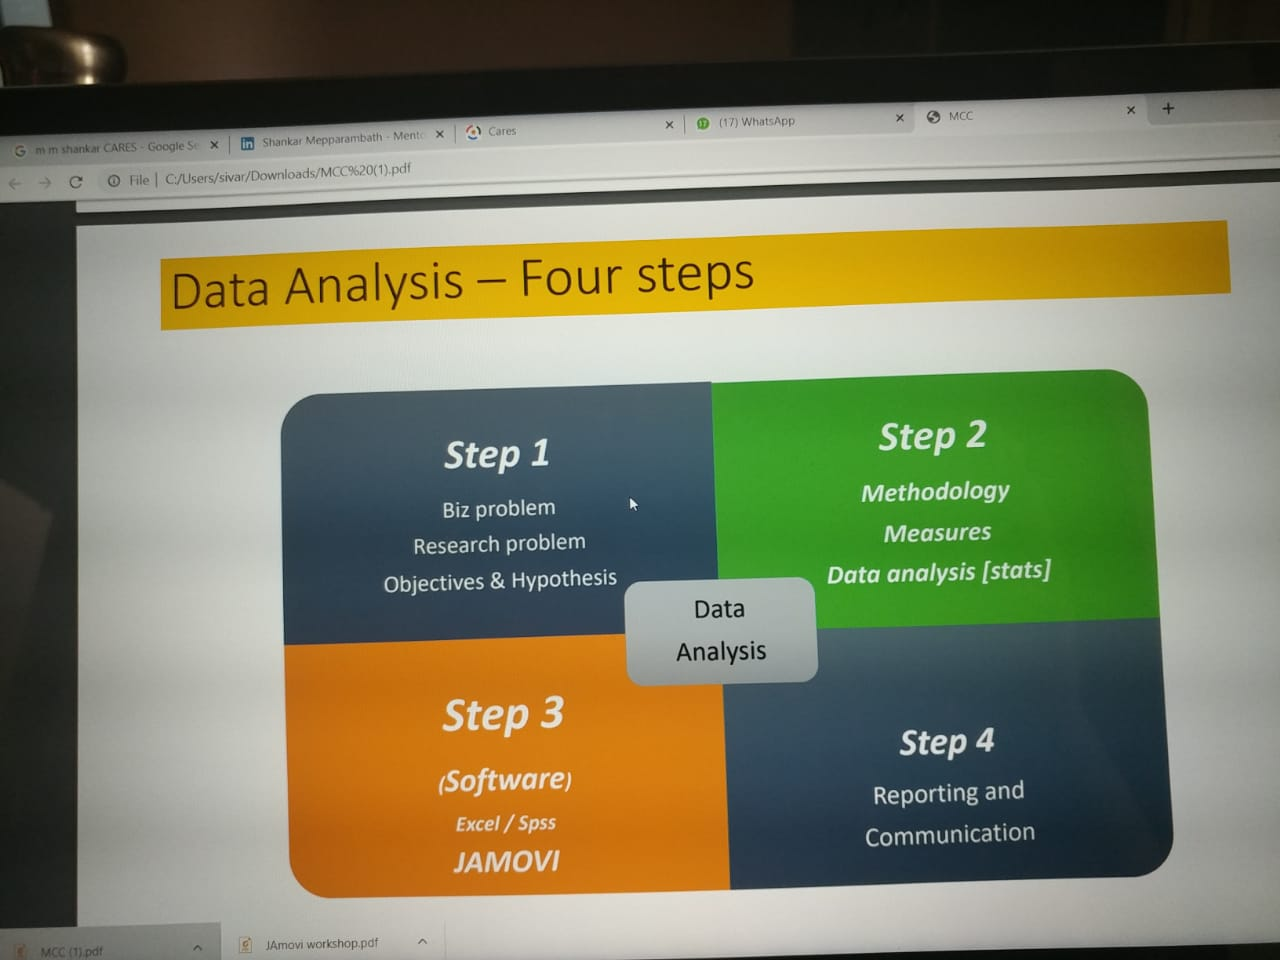 m m shankar CARES - Google Se
Shankar Mepparambath - Mento
Cares
(17) WhatsApp
MCC
File | C:/Users/sivar/Downloads/MCC%20(1).pdf
Data Analysis – Four steps
Step 1
Biz problem
Research problem
Objectives & Hypothesis
Step 2
Methodology
Measures
Data analysis [stats]
Data
Analysis
Step 3
(Software)
Excel / Spss
JAMOVI
Step 4
Reporting and
Communication
MCC (1).pdf
JAmovi workshop.pdf